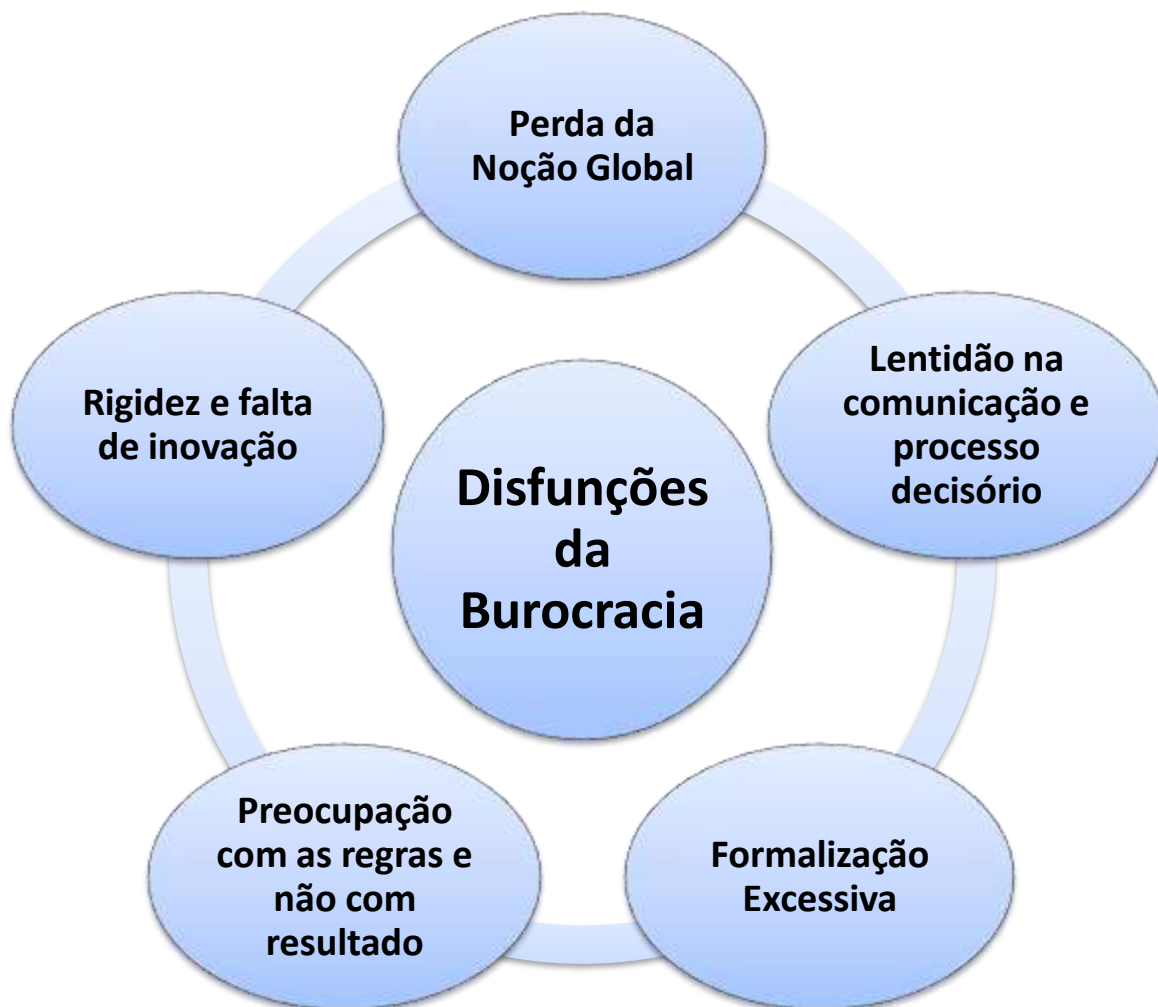 Perda da
Noção Global
Lentidão na
comunicação e
processo
decisório
Formalização
Excessiva
Preocupação
com as regras e
não com
resultado
Rigidez e falta
de inovação
Disfunções
da
Burocracia